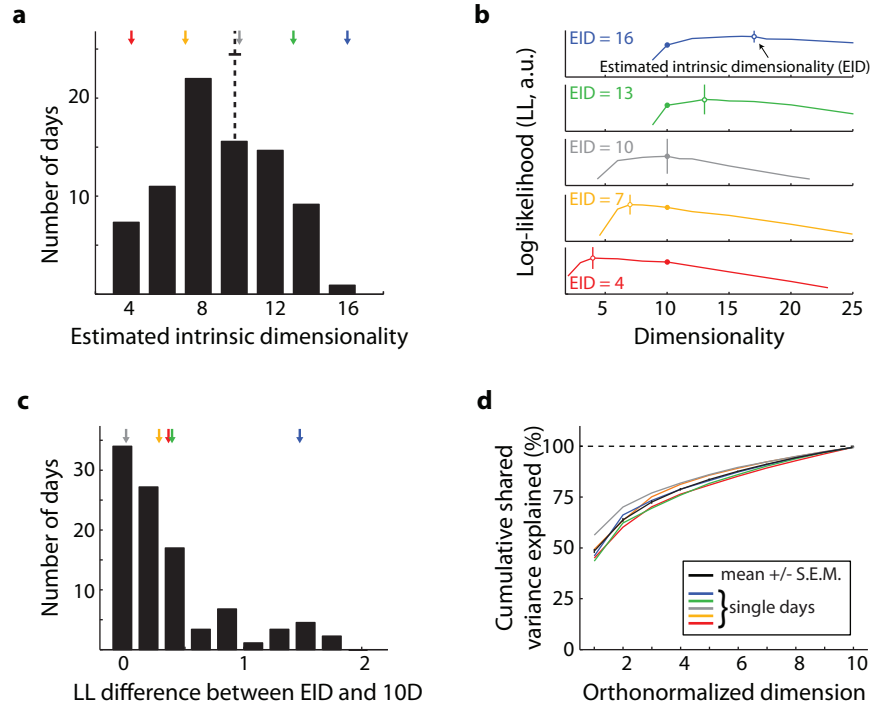 a
Number of days
20
10
4
8
12
16
Estimated intrinsic dimensionality
b
Log-likelihood (LL, a.u.)
EID = 16
Estimated intrinsic dimensionality (EID)
EID = 13
EID = 10
EID = 7
EID = 4
5
10
15
20
25
Dimensionality
c
Number of days
30
20
10
0
1
2
LL difference between EID and 10D
d
Cumulative shared
variance explained (%)
100
75
50
25
0
mean +/- S.E.M.
single days
2
4
6
8
10
Orthonormalized dimension